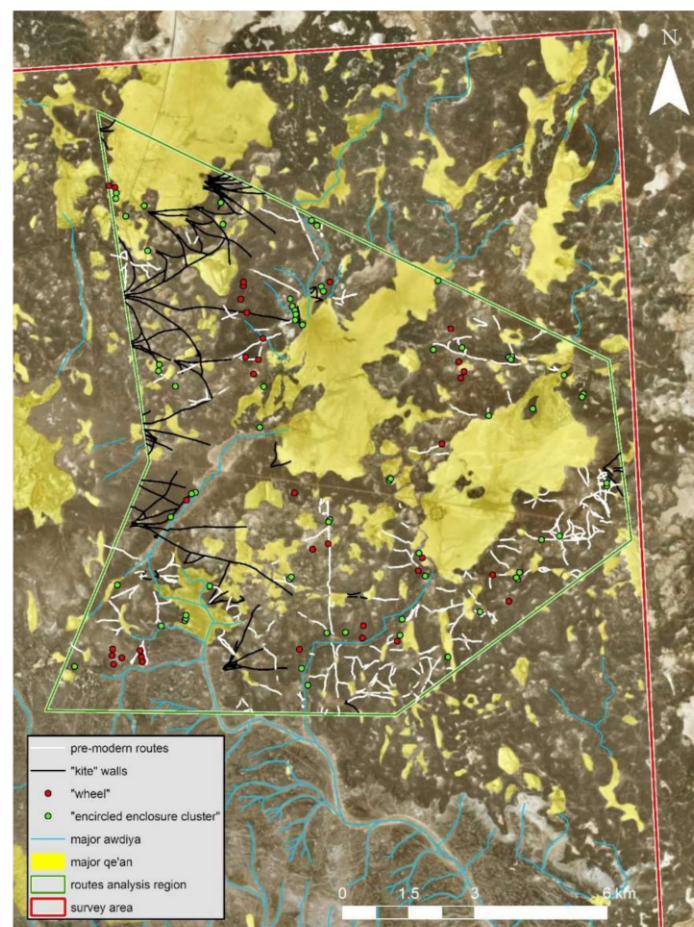 N
pre-modern routes
"kite" walls
"wheel"
"encircled enclosure cluster"
major awdiya
major qe'an
routes analysis region
survey area
0 1.5 3 6 km